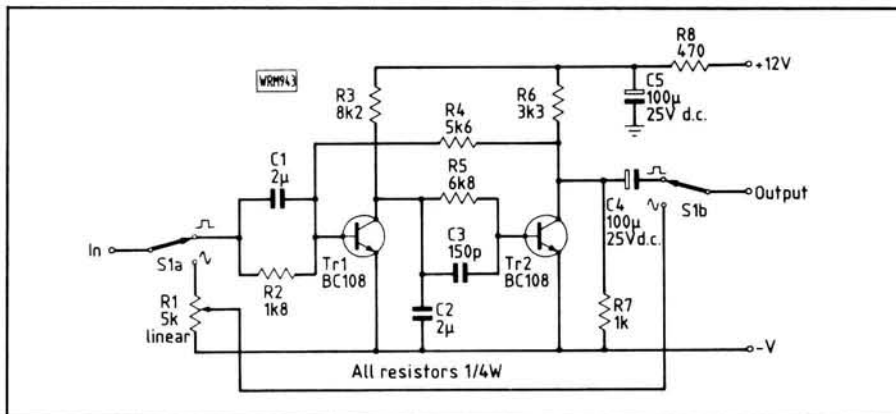 WRM943
R8
470
+12V
R3
8k2
R4
5k6
R6
3k3
C5
100μ
25V d.c.
C1
2μ
R5
6k8
In
S1a
C3
150p
Tr1
BC108
Tr2
BC108
C4
100μ
25Vd.c.
S1b
Output
R2
1k8
R1
5k
linear
C2
2μ
R7
1k
-V
All resistors 1/4W